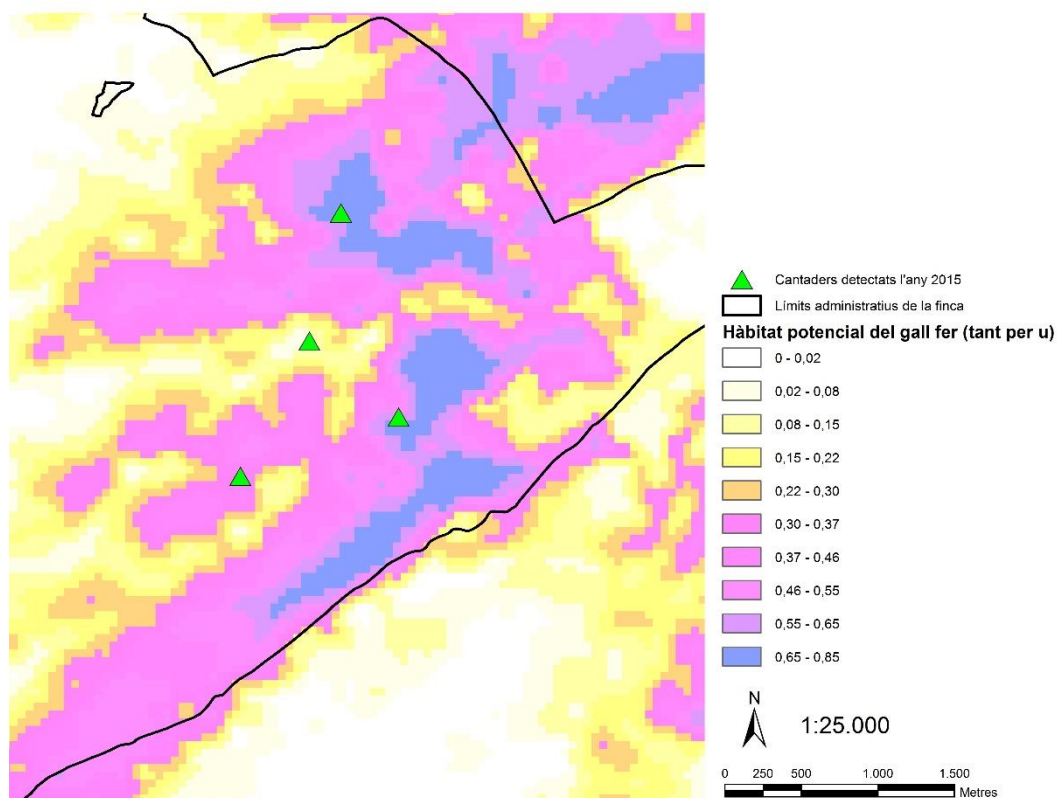 Cantaders detectats l'any 2015
Límits administratius de la finca
Hàbitat potencial del gall fer (tant per u)
0 - 0,02
0,02 - 0,08
0,08 - 0,15
0,15 - 0,22
0,22 - 0,30
0,30 - 0,37
0,37 - 0,46
0,46 - 0,55
0,55 - 0,65
0,65 - 0,85
N
1:25.000
0 250 500 1.000 1.500
Metres